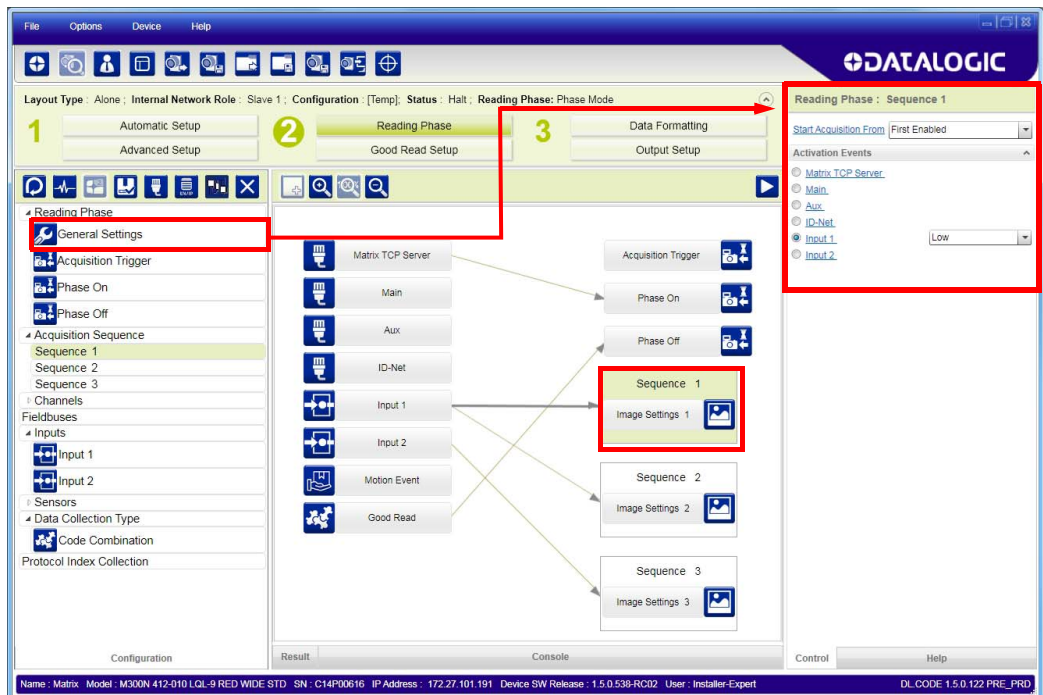 File Options Device Help
DATALOGIC
Layout Type : Alone ; Internal Network Role : Slave 1 ; Configuration : [Temp]; Status : Halt ; Reading Phase: Phase Mode
1 Automatic Setup
Advanced Setup
2 Reading Phase
Good Read Setup
3 Data Formatting
Output Setup
Reading Phase
General Settings
Acquisition Trigger
Phase On
Phase Off
Acquisition Sequence
Sequence 1
Sequence 2
Sequence 3
Channels
Fieldbuses
Inputs
Input 1
Input 2
Sensors
Data Collection Type
Code Combination
Protocol Index Collection
Configuration
Matrix TCP Server
Main
Aux
ID-Net
Input 1
Input 2
Motion Event
Good Read
Acquisition Trigger
Phase On
Phase Off
Sequence 1
Image Settings 1
Sequence 2
Image Settings 2
Sequence 3
Image Settings 3
Result Console
Reading Phase : Sequence 1
Start Acquisition From First Enabled
Activation Events
Matrix TCP Server
Main
Aux
ID-Net
Input 1 Low
Input 2
Control Help
Name : Matrix Model : M300N 412-010 LQL-9 RED WIDE STD SN : C14P00616 IP Address : 172.27.101.191 Device SW Release : 1.5.0.538-RC02 User : Installer-Expert DL.CODE 1.5.0.122 PRE_PRD